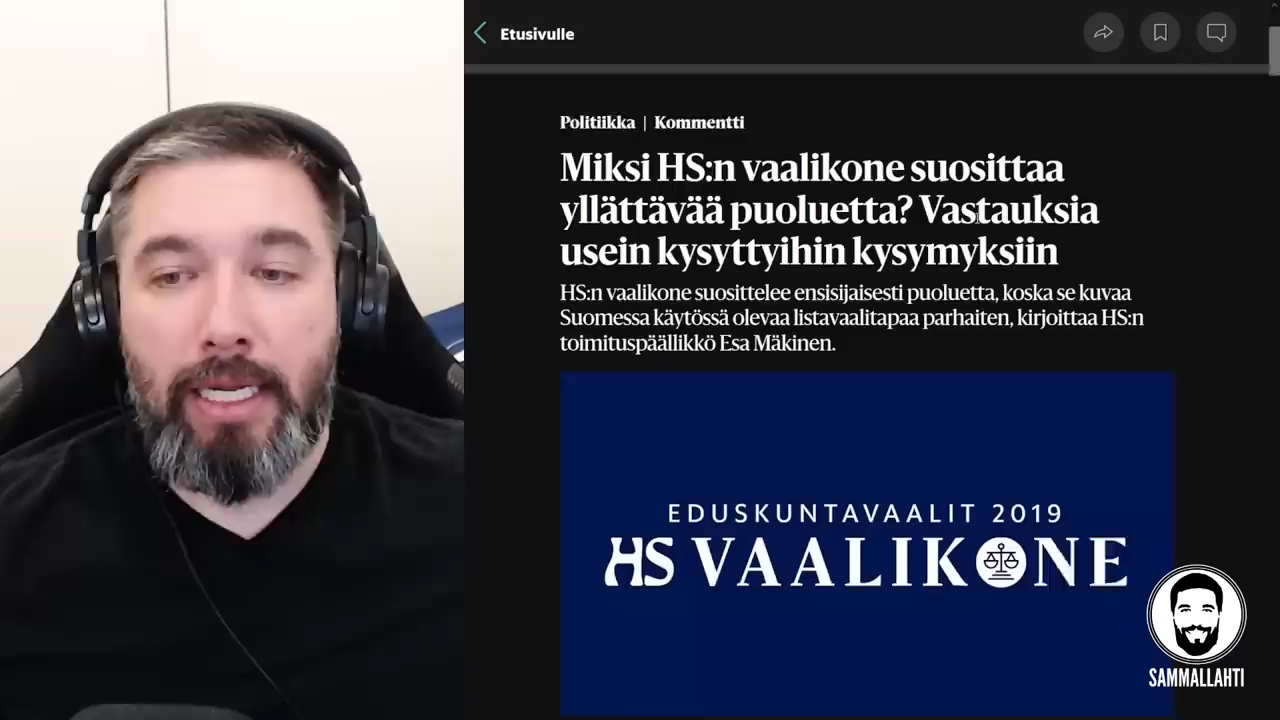 Etusivulle
Politiikka | Kommentti
Miksi HS:n vaalikone suosittaa
yllättävää puoluetta? Vastauksia
usein kysyttyihin kysymyksiin
HS:n vaalikone suosittelee ensisijaisesti puoluetta, koska se kuvaa
Suomessa käytössä olevaa listavaalitapaa parhaiten, kirjoittaa HS:n
toimituspäällikkö Esa Mäkinen.
EDUSKUNTAVAALIT 2019
HS VAALIKONE
SAMMALLAHTI